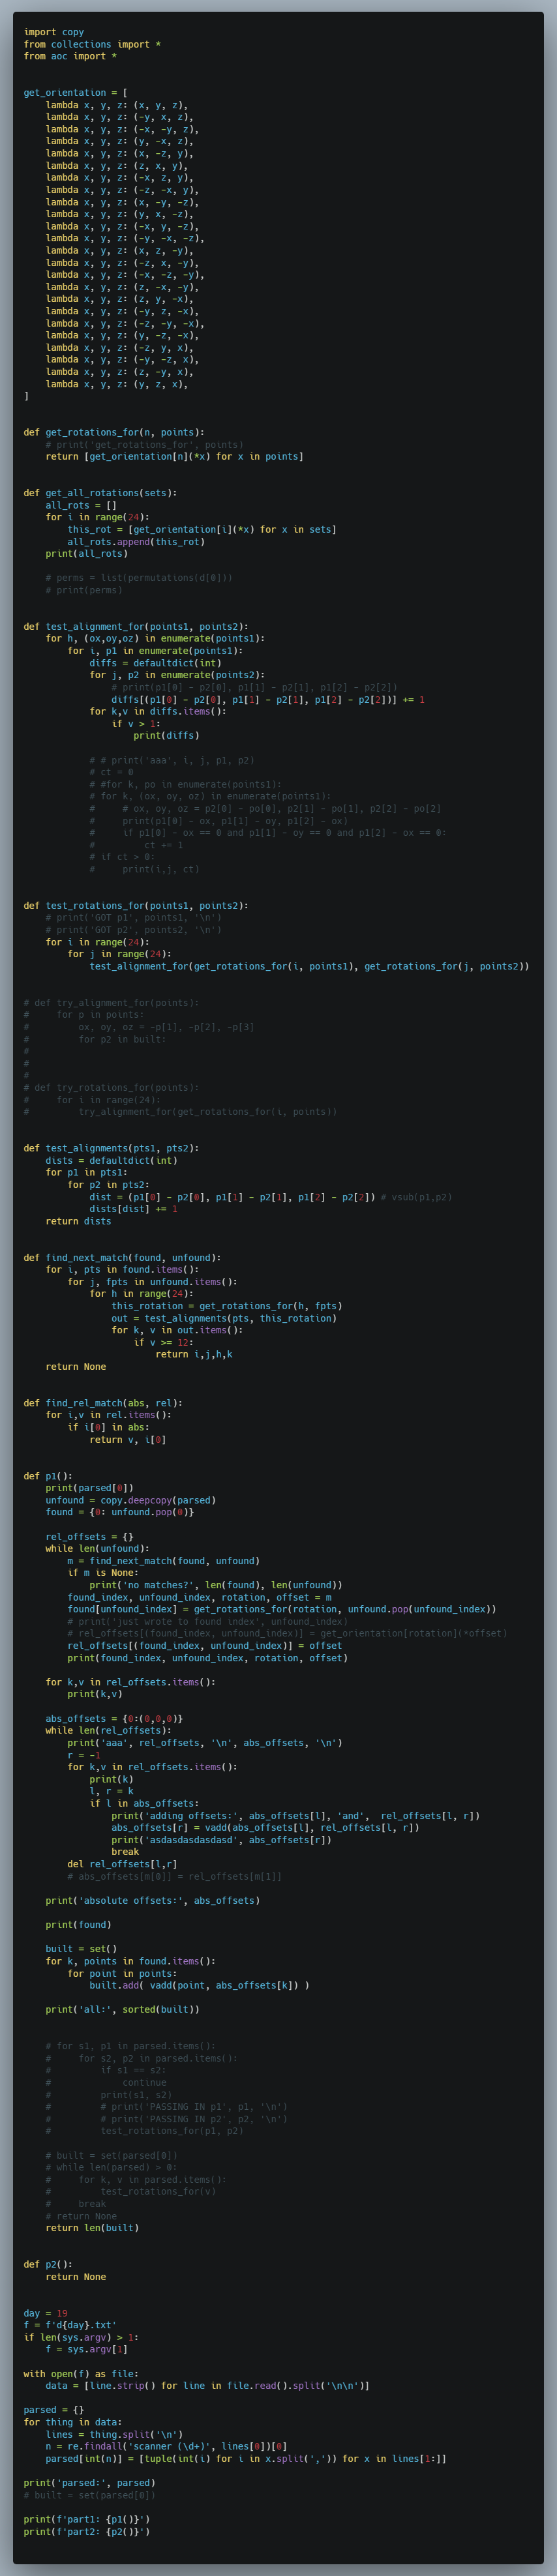 import copy
from collections import *
from aoc import *


get_orientation = [
    lambda x, y, z: (x, y, z),
    lambda x, y, z: (-y, x, z),
    lambda x, y, z: (-x, -y, z),
    lambda x, y, z: (y, -x, z),
    lambda x, y, z: (x, -z, y),
    lambda x, y, z: (z, x, y),
    lambda x, y, z: (-x, z, y),
    lambda x, y, z: (-z, -x, y),
    lambda x, y, z: (x, -y, -z),
    lambda x, y, z: (y, x, -z),
    lambda x, y, z: (-x, y, -z),
    lambda x, y, z: (-y, -x, -z),
    lambda x, y, z: (x, z, -y),
    lambda x, y, z: (-z, x, -y),
    lambda x, y, z: (-x, -z, -y),
    lambda x, y, z: (z, -x, -y),
    lambda x, y, z: (z, y, -x),
    lambda x, y, z: (-y, z, -x),
    lambda x, y, z: (-z, -y, -x),
    lambda x, y, z: (y, -z, -x),
    lambda x, y, z: (-z, y, x),
    lambda x, y, z: (-y, -z, x),
    lambda x, y, z: (z, -y, x),
    lambda x, y, z: (y, z, x),
]


def get_rotations_for(n, points):
    # print('get_rotations_for', points)
    return [get_orientation[n](*x) for x in points]


def get_all_rotations(sets):
    all_rots = []
    for i in range(24):
        this_rot = [get_orientation[i](*x) for x in sets]
        all_rots.append(this_rot)
    print(all_rots)

    # perms = list(permutations(d[0]))
    # print(perms)


def test_alignment_for(points1, points2):
    for h, (ox,oy,oz) in enumerate(points1):
        for i, p1 in enumerate(points1):
            diffs = defaultdict(int)
            for j, p2 in enumerate(points2):
                # print(p1[0] - p2[0], p1[1] - p2[1], p1[2] - p2[2])
                diffs[(p1[0] - p2[0], p1[1] - p2[1], p1[2] - p2[2])] += 1
            for k,v in diffs.items():
                if v > 1:
                    print(diffs)

            # # print('aaa', i, j, p1, p2)
            # ct = 0
            # #for k, po in enumerate(points1):
            # for k, (ox, oy, oz) in enumerate(points1):
            #     # ox, oy, oz = p2[0] - po[0], p2[1] - po[1], p2[2] - po[2]
            #     print(p1[0] - ox, p1[1] - oy, p1[2] - ox)
            #     if p1[0] - ox == 0 and p1[1] - oy == 0 and p1[2] - ox == 0:
            #         ct += 1
            # if ct > 0:
            #     print(i,j, ct)


def test_rotations_for(points1, points2):
    # print('GOT p1', points1, '\n')
    # print('GOT p2', points2, '\n')
    for i in range(24):
        for j in range(24):
            test_alignment_for(get_rotations_for(i, points1), get_rotations_for(j, points2))


# def try_alignment_for(points):
#     for p in points:
#         ox, oy, oz = -p[1], -p[2], -p[3]
#         for p2 in built:
#
#
#
# def try_rotations_for(points):
#     for i in range(24):
#         try_alignment_for(get_rotations_for(i, points))


def test_alignments(pts1, pts2):
    dists = defaultdict(int)
    for p1 in pts1:
        for p2 in pts2:
            dist = (p1[0] - p2[0], p1[1] - p2[1], p1[2] - p2[2]) # vsub(p1,p2)
            dists[dist] += 1
    return dists


def find_next_match(found, unfound):
    for i, pts in found.items():
        for j, fpts in unfound.items():
            for h in range(24):
                this_rotation = get_rotations_for(h, fpts)
                out = test_alignments(pts, this_rotation)
                for k, v in out.items():
                    if v >= 12:
                        return i,j,h,k
    return None


def find_rel_match(abs, rel):
    for i,v in rel.items():
        if i[0] in abs:
            return v, i[0]


def p1():
    print(parsed[0])
    unfound = copy.deepcopy(parsed)
    found = {0: unfound.pop(0)}

    rel_offsets = {}
    while len(unfound):
        m = find_next_match(found, unfound)
        if m is None:
            print('no matches?', len(found), len(unfound))
        found_index, unfound_index, rotation, offset = m
        found[unfound_index] = get_rotations_for(rotation, unfound.pop(unfound_index))
        # print('just wrote to found index', unfound_index)
        # rel_offsets[(found_index, unfound_index)] = get_orientation[rotation](*offset)
        rel_offsets[(found_index, unfound_index)] = offset
        print(found_index, unfound_index, rotation, offset)

    for k,v in rel_offsets.items():
        print(k,v)

    abs_offsets = {0:(0,0,0)}
    while len(rel_offsets):
        print('aaa', rel_offsets, '\n', abs_offsets, '\n')
        r = -1
        for k,v in rel_offsets.items():
            print(k)
            l, r = k
            if l in abs_offsets:
                print('adding offsets:', abs_offsets[l], 'and',  rel_offsets[l, r])
                abs_offsets[r] = vadd(abs_offsets[l], rel_offsets[l, r])
                print('asdasdasdasdasd', abs_offsets[r])
                break
        del rel_offsets[l,r]
        # abs_offsets[m[0]] = rel_offsets[m[1]]

    print('absolute offsets:', abs_offsets)

    print(found)

    built = set()
    for k, points in found.items():
        for point in points:
            built.add( vadd(point, abs_offsets[k]) )

    print('all:', sorted(built))


    # for s1, p1 in parsed.items():
    #     for s2, p2 in parsed.items():
    #         if s1 == s2:
    #             continue
    #         print(s1, s2)
    #         # print('PASSING IN p1', p1, '\n')
    #         # print('PASSING IN p2', p2, '\n')
    #         test_rotations_for(p1, p2)

    # built = set(parsed[0])
    # while len(parsed) > 0:
    #     for k, v in parsed.items():
    #         test_rotations_for(v)
    #     break
    # return None
    return len(built)


def p2():
    return None


day = 19
f = f'd{day}.txt'
if len(sys.argv) > 1:
    f = sys.argv[1]

with open(f) as file:
    data = [line.strip() for line in file.read().split('\n\n')]

parsed = {}
for thing in data:
    lines = thing.split('\n')
    n = re.findall('scanner (\d+)', lines[0])[0]
    parsed[int(n)] = [tuple(int(i) for i in x.split(',')) for x in lines[1:]]

print('parsed:', parsed)
# built = set(parsed[0])

print(f'part1: {p1()}')
print(f'part2: {p2()}')